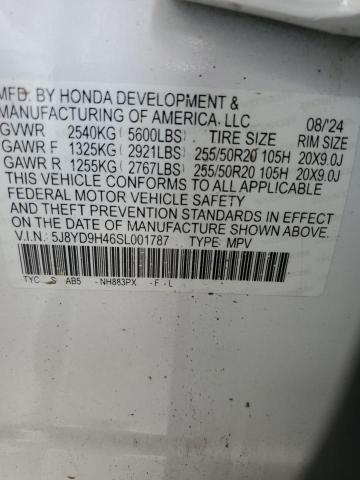 MFD. BY HONDA DEVELOPMENT &
MANUFACTURING OF AMERICA, LLC 08/'24
GVWR 2540KG( 5600LBS) TIRE SIZE RIM SIZE
GAWR F 1325KG( 2921LBS) 255/50R20 105H 20X9.0J
GAWR R 1255KG( 2767LBS) 255/50R20 105H 20X9.0J
THIS VEHICLE CONFORMS TO ALL APPLICABLE
FEDERAL MOTOR VEHICLE SAFETY
AND THEFT PREVENTION STANDARDS IN EFFECT
ON THE DATE OF MANUFACTURE SHOWN ABOVE.
V.I.N.: 5J8YD9H46SL001787 TYPE: MPV
TYC S AB5 - NH883PX - F - L